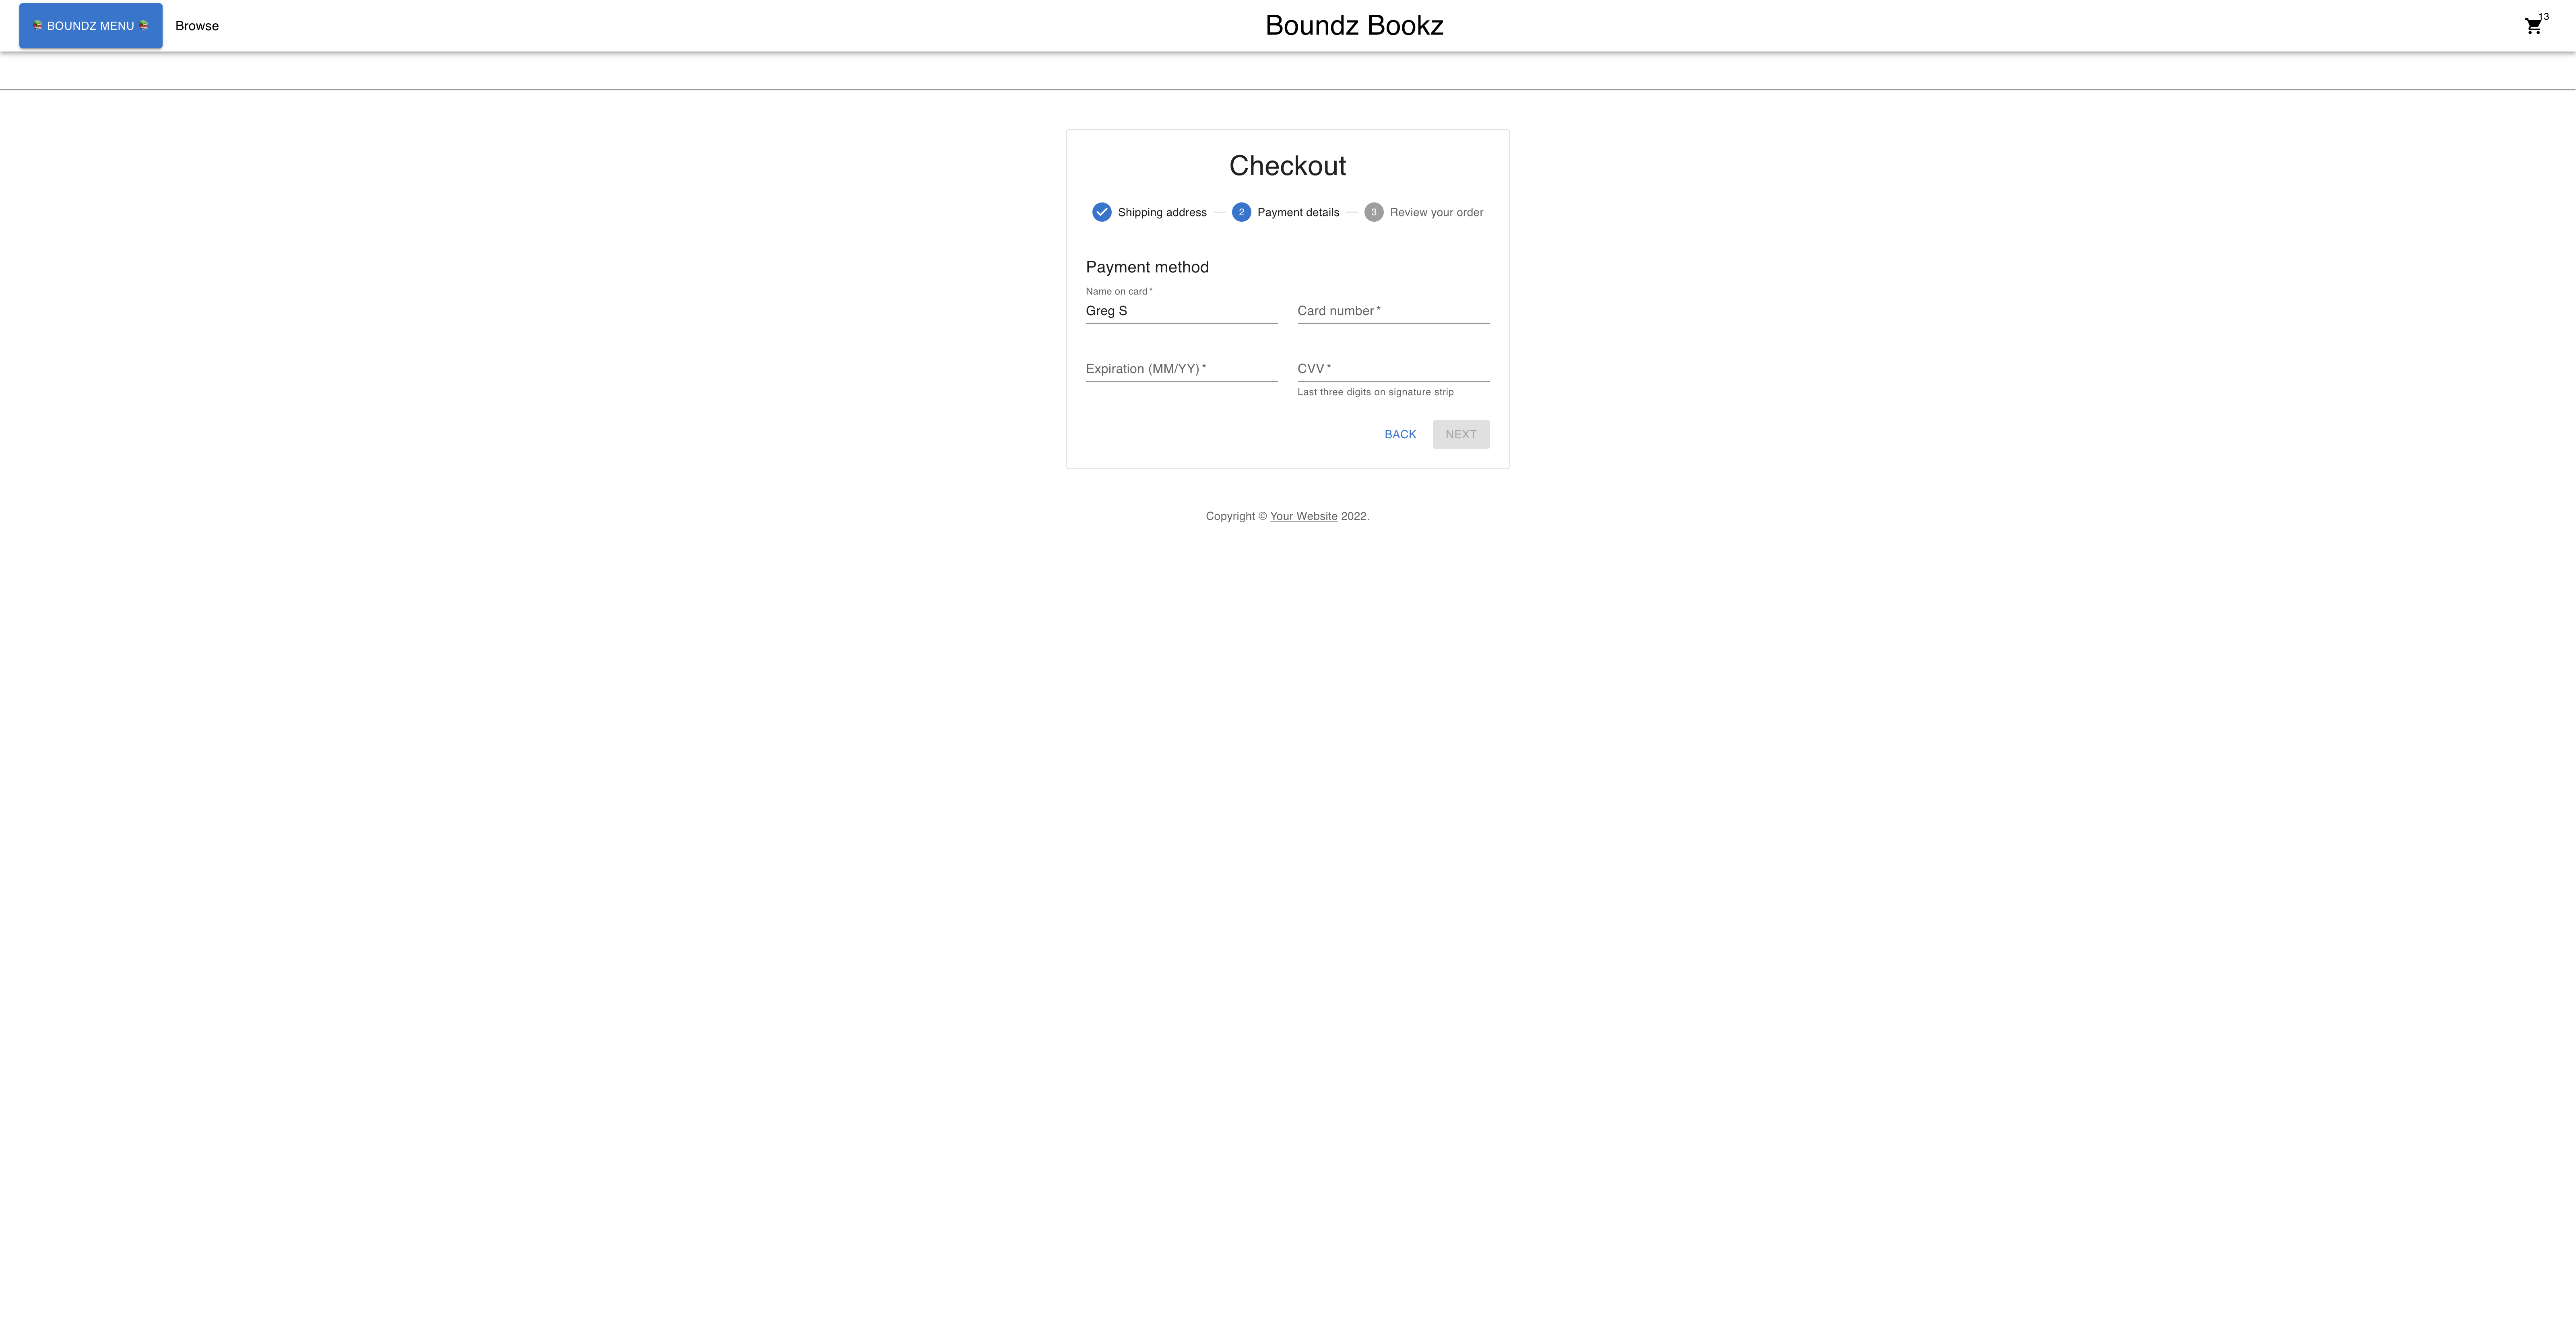 BOUNDZ MENU Browse Boundz Bookz 13
Checkout
Shipping address 2 Payment details 3 Review your order
Payment method
Name on card *
Greg S Card number *
Expiration (MM/YY) * CVV *
Last three digits on signature strip
BACK NEXT
Copyright © Your Website 2022.